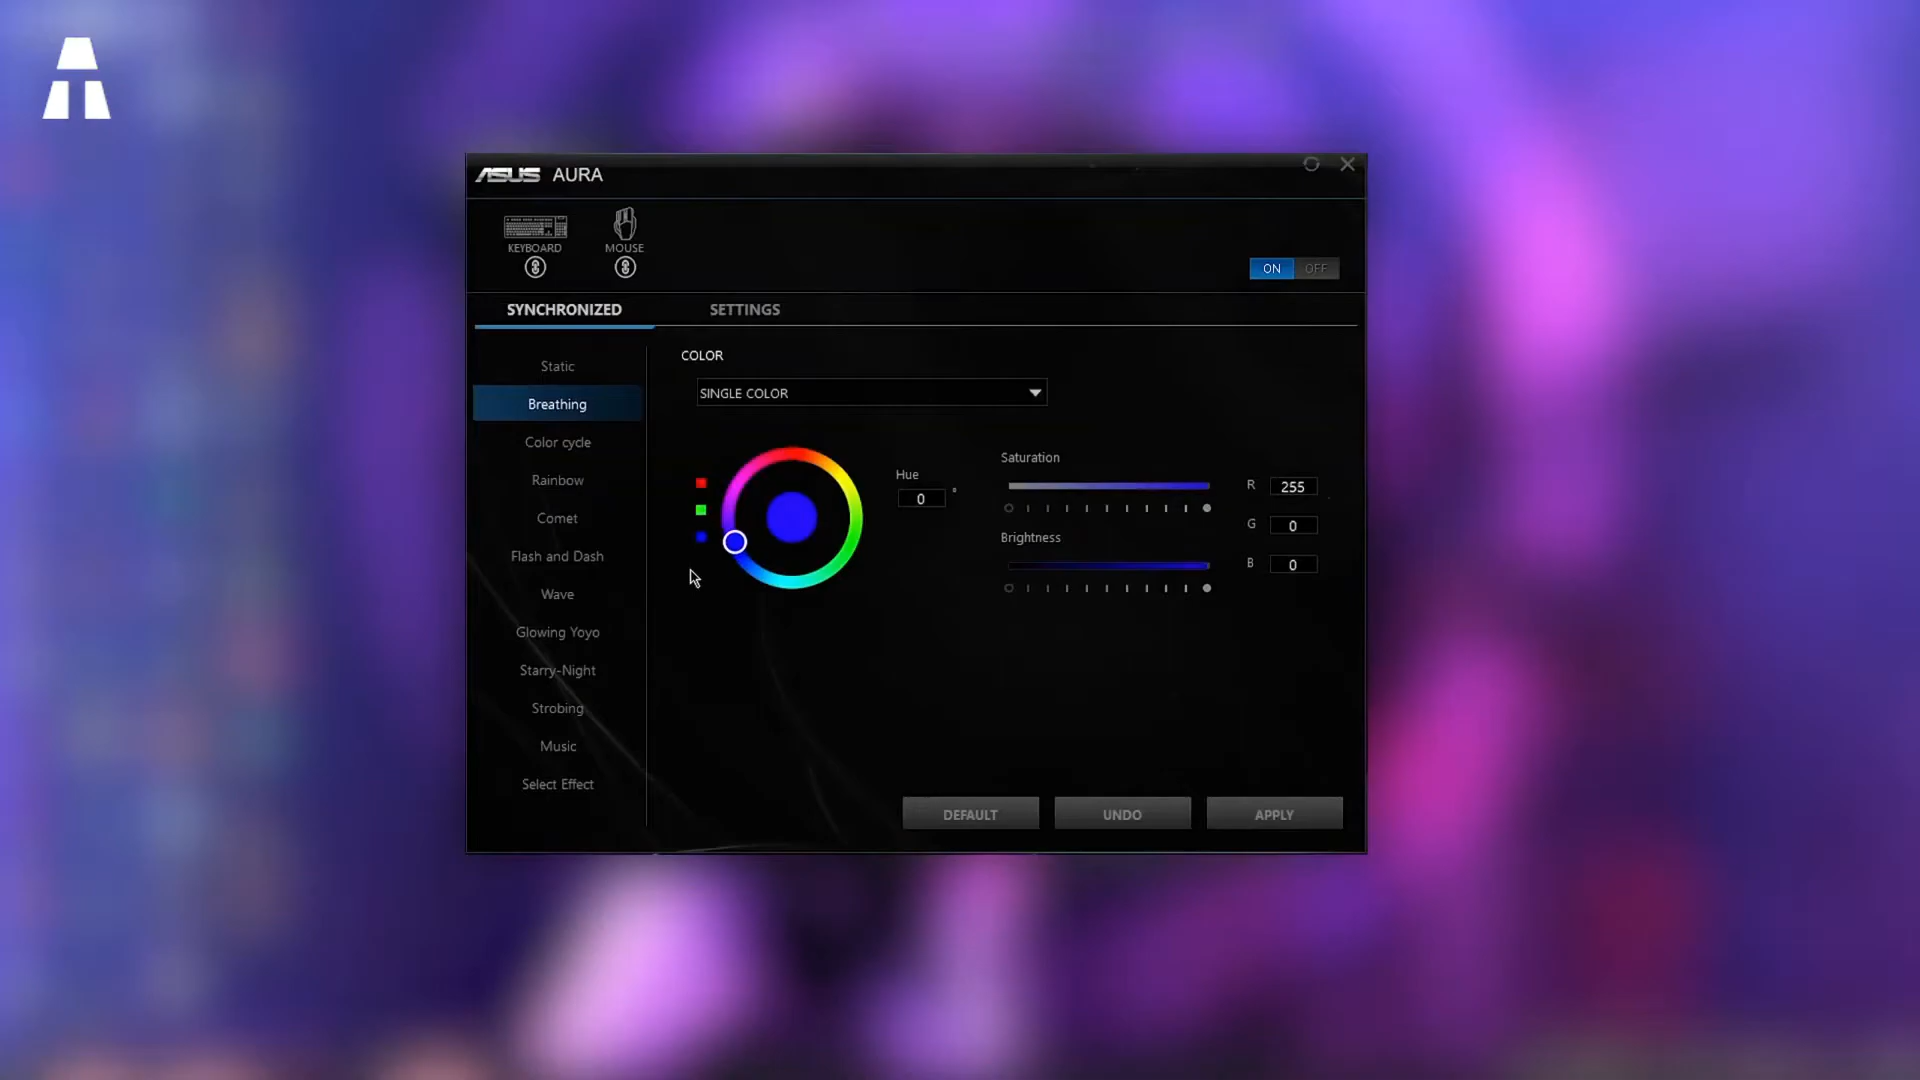 ASUS AURA
KEYBOARD
MOUSE
ON
OFF
SYNCHRONIZED
SETTINGS
Static
Breathing
Color cycle
Rainbow
Comet
Flash and Dash
Wave
Glowing Yoyo
Starry-Night
Strobing
Music
Select Effect
COLOR
SINGLE COLOR
Hue
0 °
Saturation
Brightness
R 255
G 0
B 0
DEFAULT
UNDO
APPLY